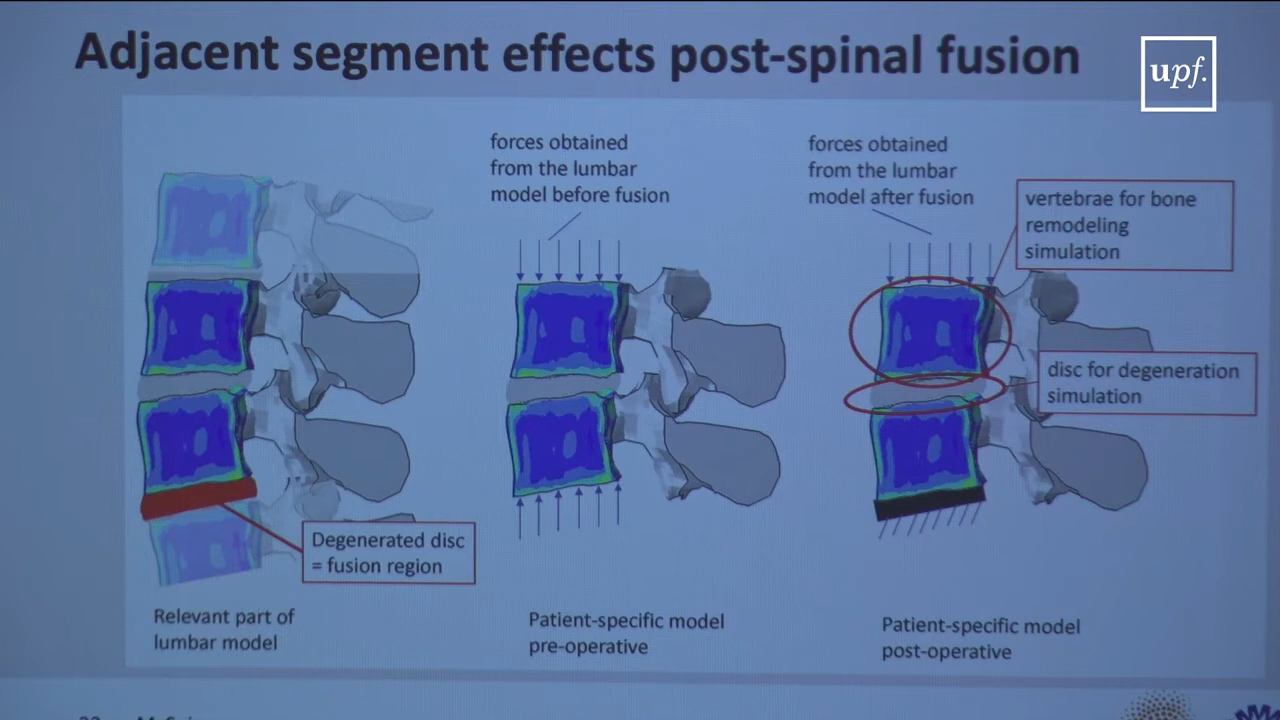 Adjacent segment effects post-spinal fusion
upf.
forces obtained
from the lumbar
model before fusion
forces obtained
from the lumbar
model after fusion
vertebrae for bone
remodeling
simulation
disc for degeneration
simulation
Degenerated disc
= fusion region
Relevant part of
lumbar model
Patient-specific model
pre-operative
Patient-specific model
post-operative